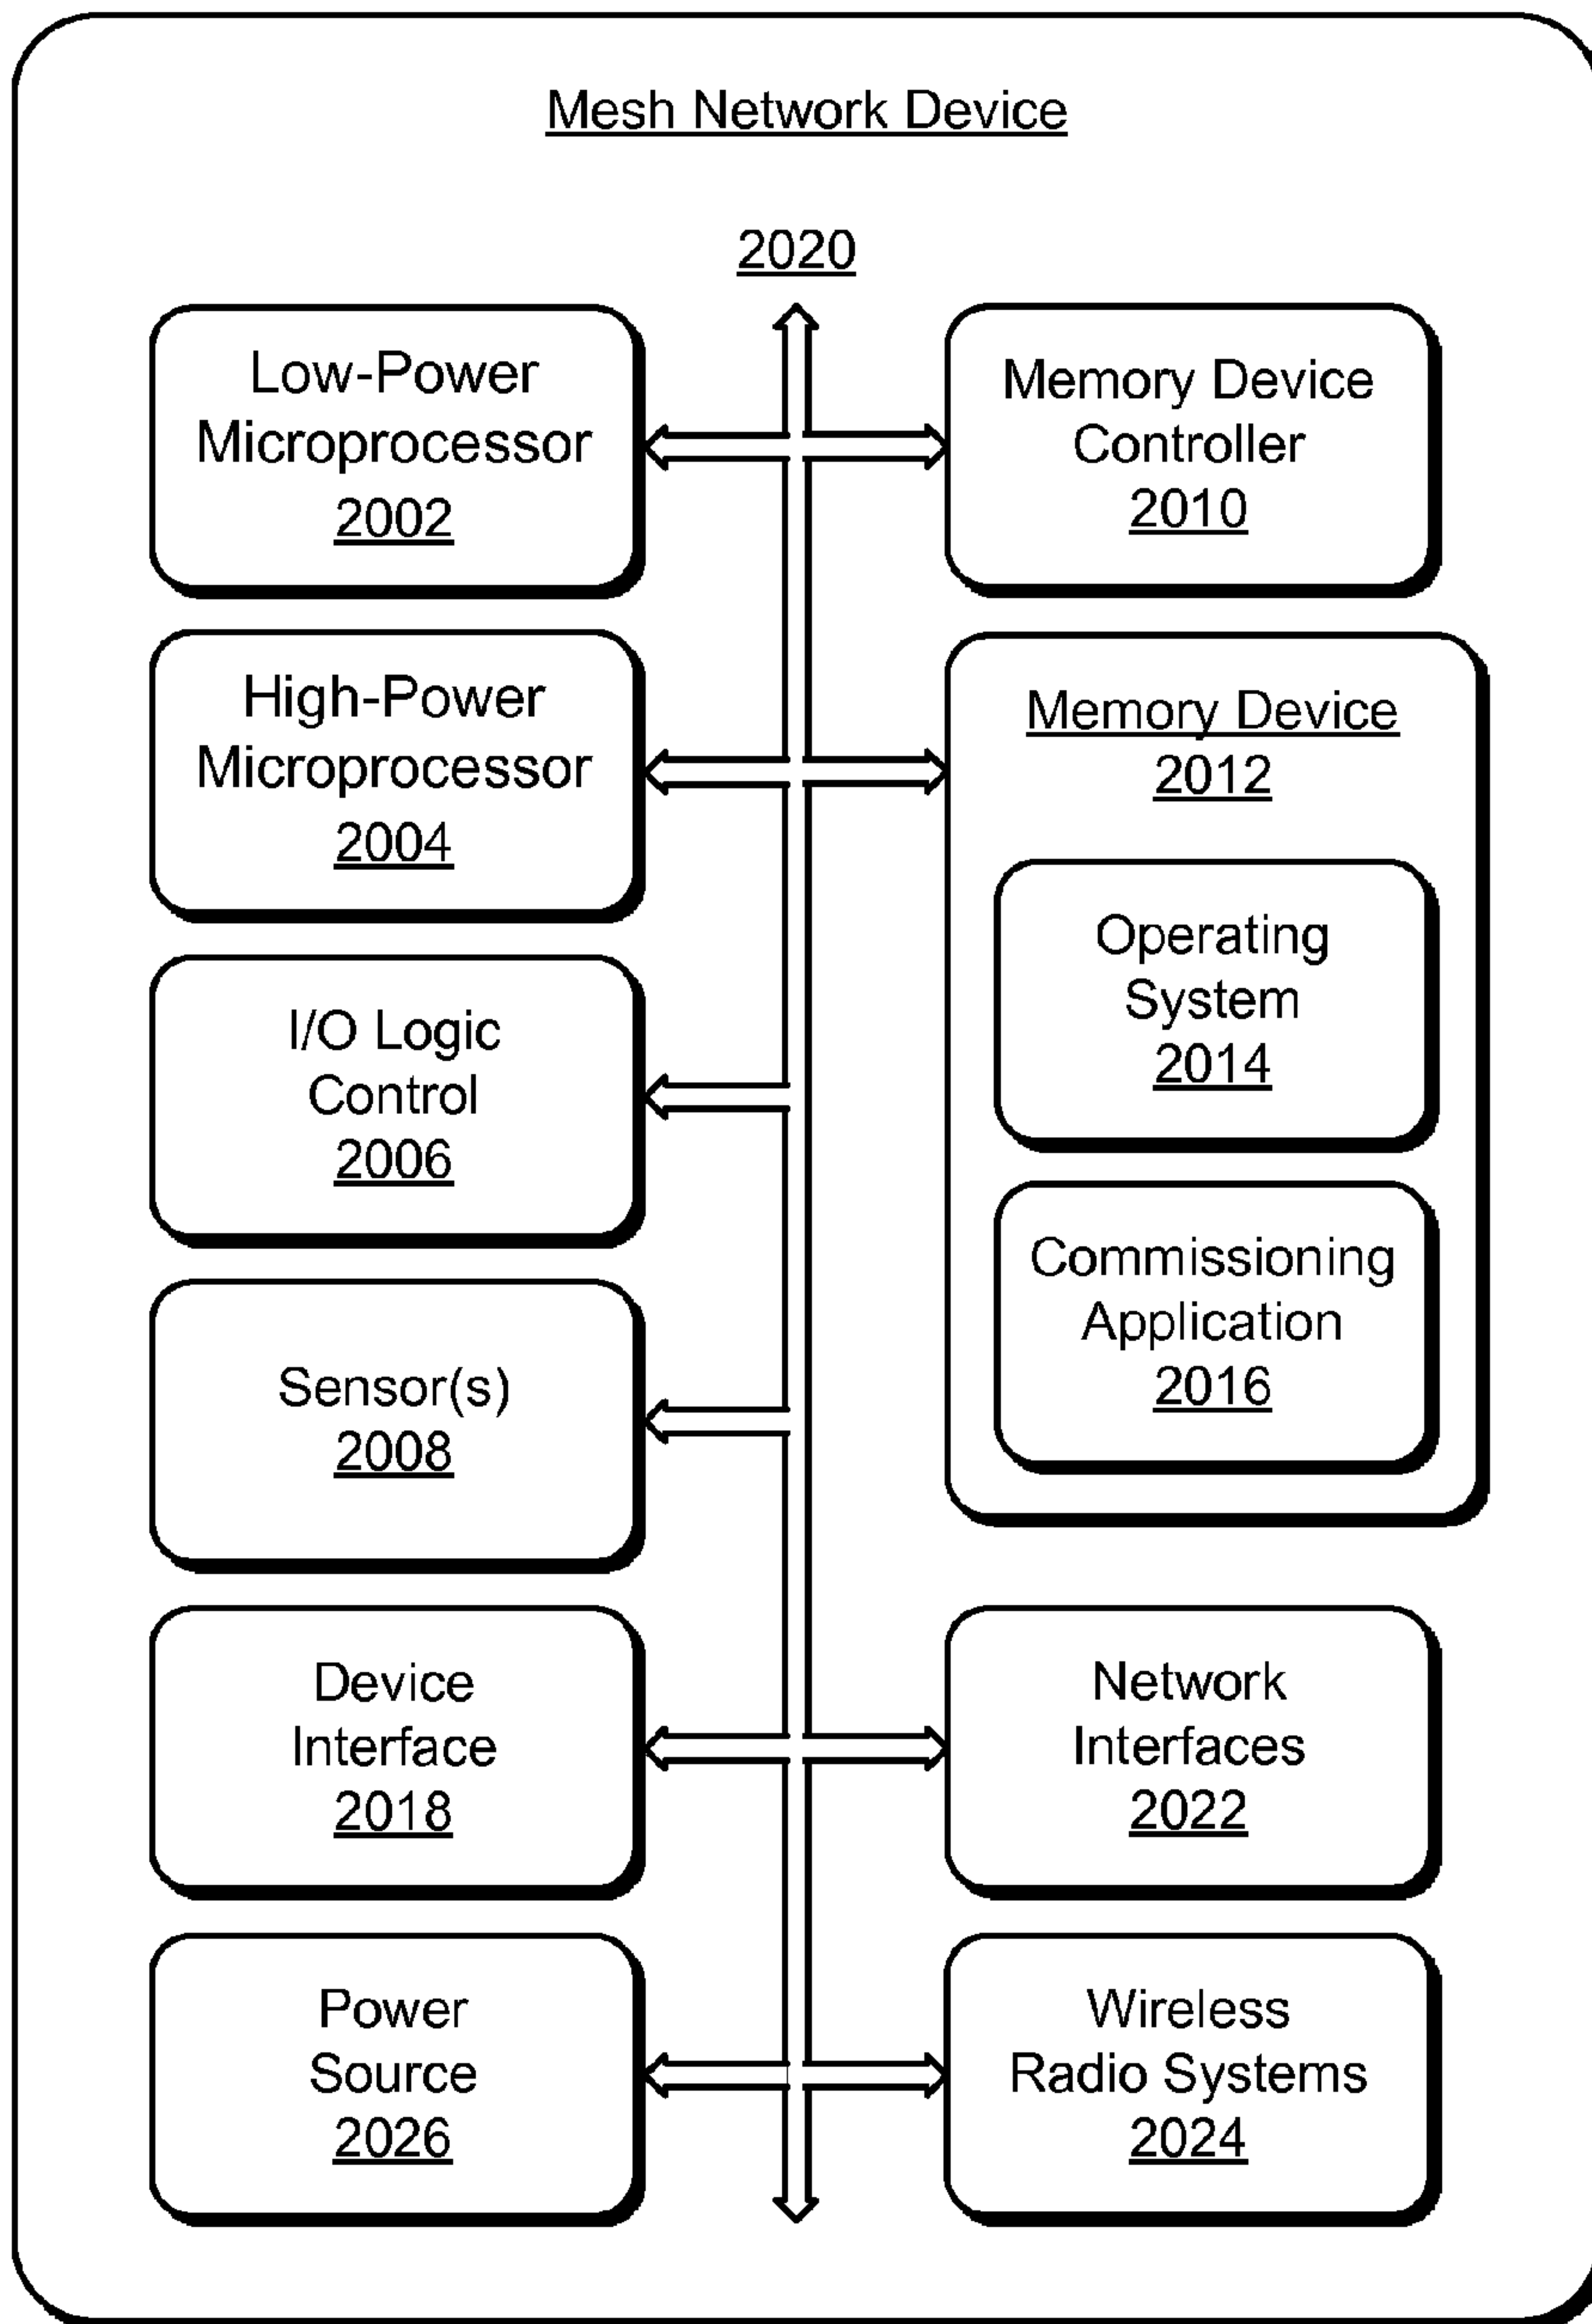 Mesh Network Device
2020
Low-Power
Microprocessor
2002
High-Power
Microprocessor
2004
I/O Logic
Control
2006
Sensor(s)
2008
Device
Interface
2018
Power
Source
2026
Memory Device
Controller
2010
Memory Device
2012
Operating
System
2014
Commissioning
Application
2016
Network
Interfaces
2022
Wireless
Radio Systems
2024